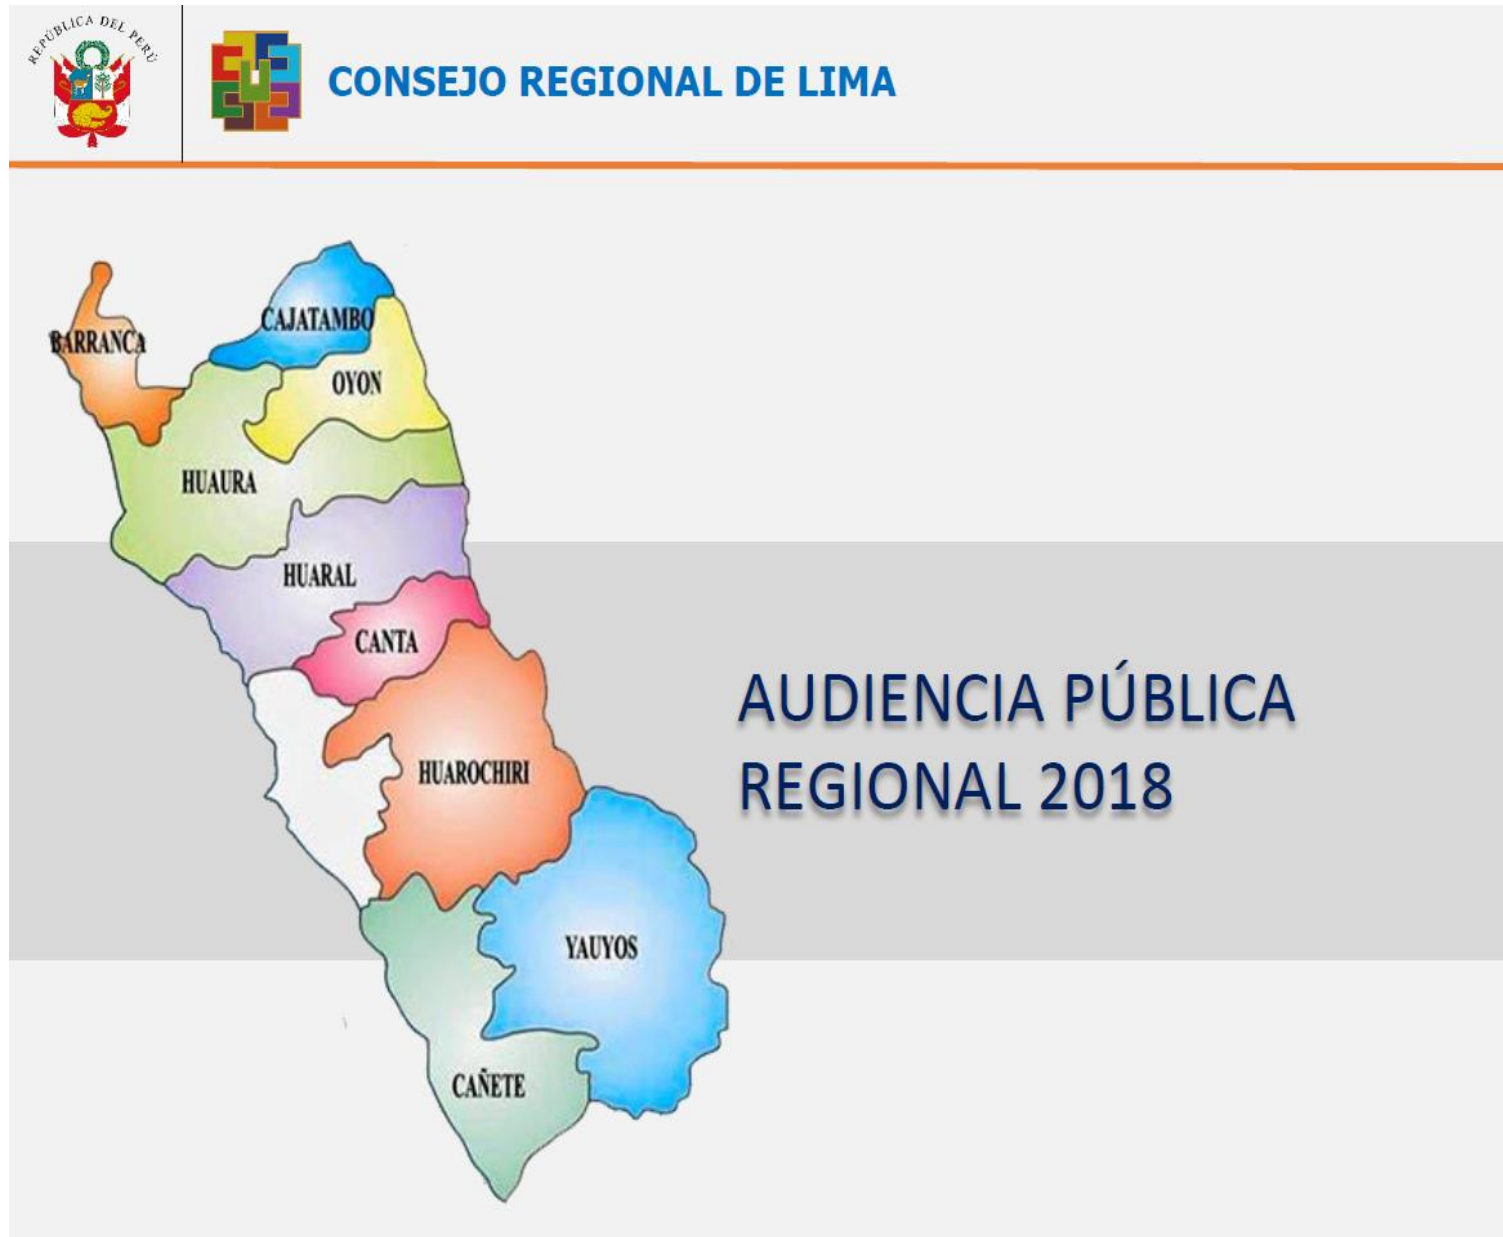 REPÚBLICA DEL PERÚ
CONSEJO REGIONAL DE LIMA
CAJATAMBO
BARRANCA
OYON
HUAURA
HUARAL
CANTA
AUDIENCIA PÚBLICA
REGIONAL 2018
HUAROCHIRI
YAUYOS
CAÑETE